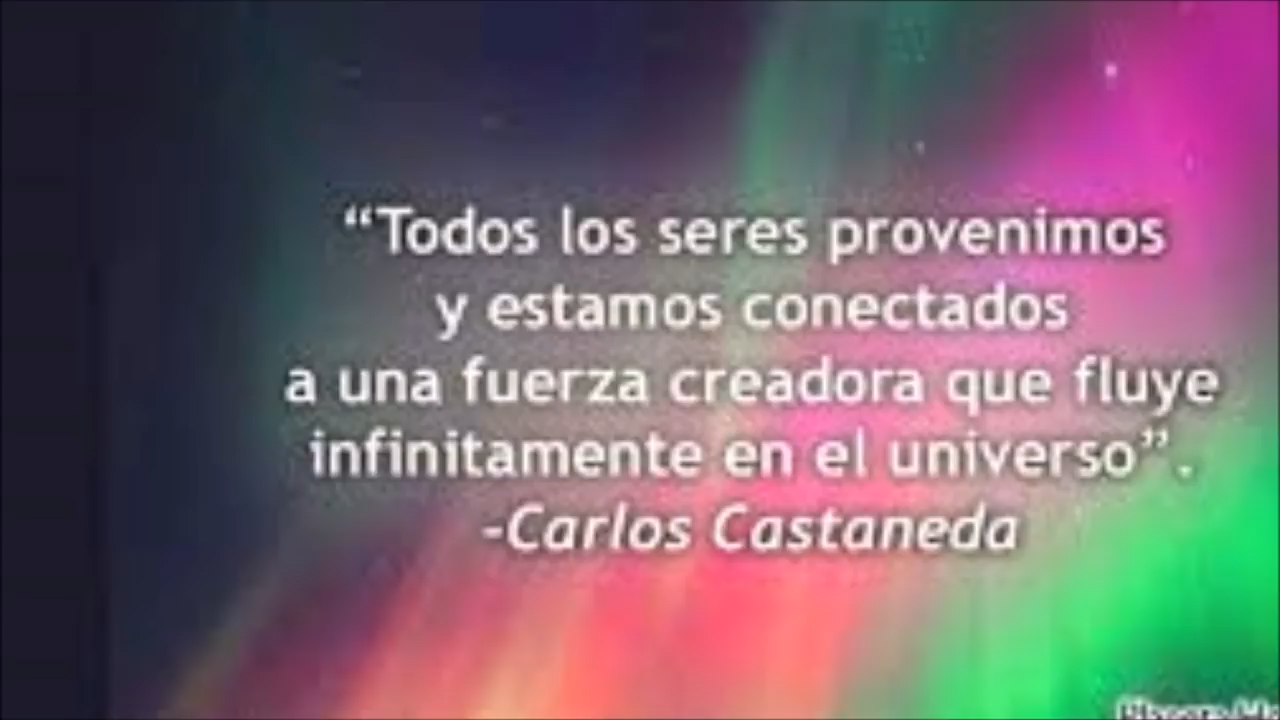 “Todos los seres provenimos
y estamos conectados
a una fuerza creadora que fluye
infinitamente en el universo”.
-Carlos Castaneda